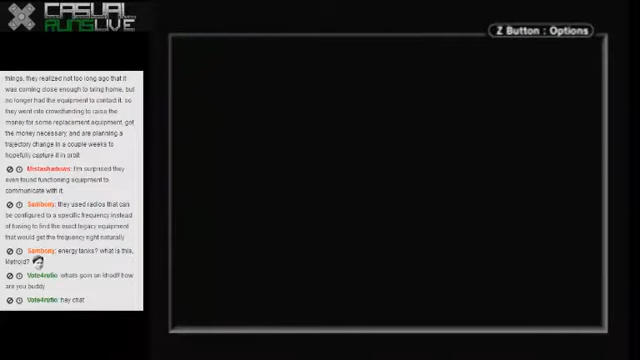 CASUAL
RUNSLIVE
Z Button : Options
things, they realized not too long ago that it
was coming close enough to bring home, but
no longer had the equipment to contact it. so
they went into crowdfunding to raise the
money for some replacement equipment, got
the money necessary, and are planning a
trajectory change in a couple weeks to
hopefully capture it in orbit
Mistashadows: I'm surprised they
even found functioning equipment to
communicate with it.
Sambony: they used radios that can
be configured to a specific frequency instead
of having to find the exact legacy equipment
that would get the frequency right naturally
Sambony: energy tanks? what is this,
Metroid?
Vote4rufio: whats goin on khodf how
are you buddy
Vote4rufio: hey chat